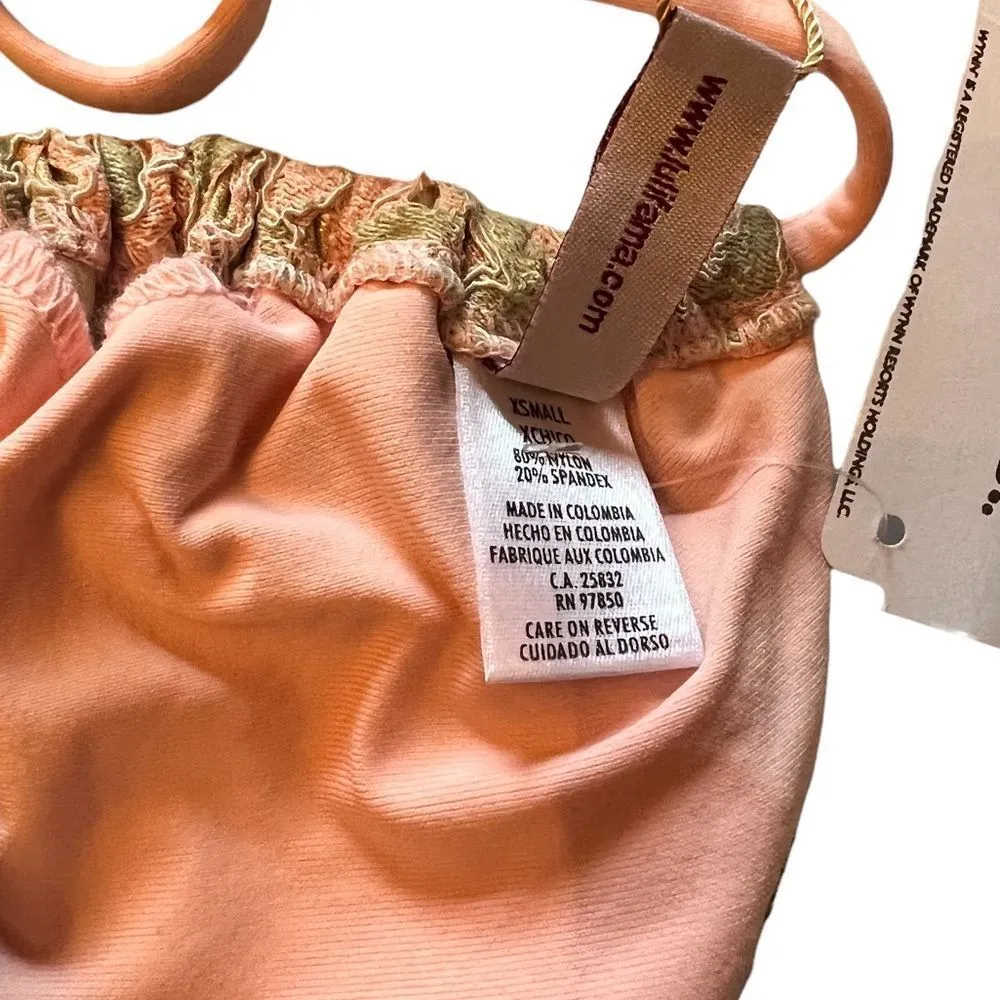 www.lulifama.com
XSMALL
XCHICO
80% NYLON
20% SPANDEX
MADE IN COLOMBIA
HECHO EN COLOMBIA
FABRIQUE AUX COLOMBIA
C.A. 25832
RN 97850
CARE ON REVERSE
CUIDADO AL DORSO
WYNN IS A REGISTERED TRADEMARK OF WYNN RESORTS HOLDINGS, LLC